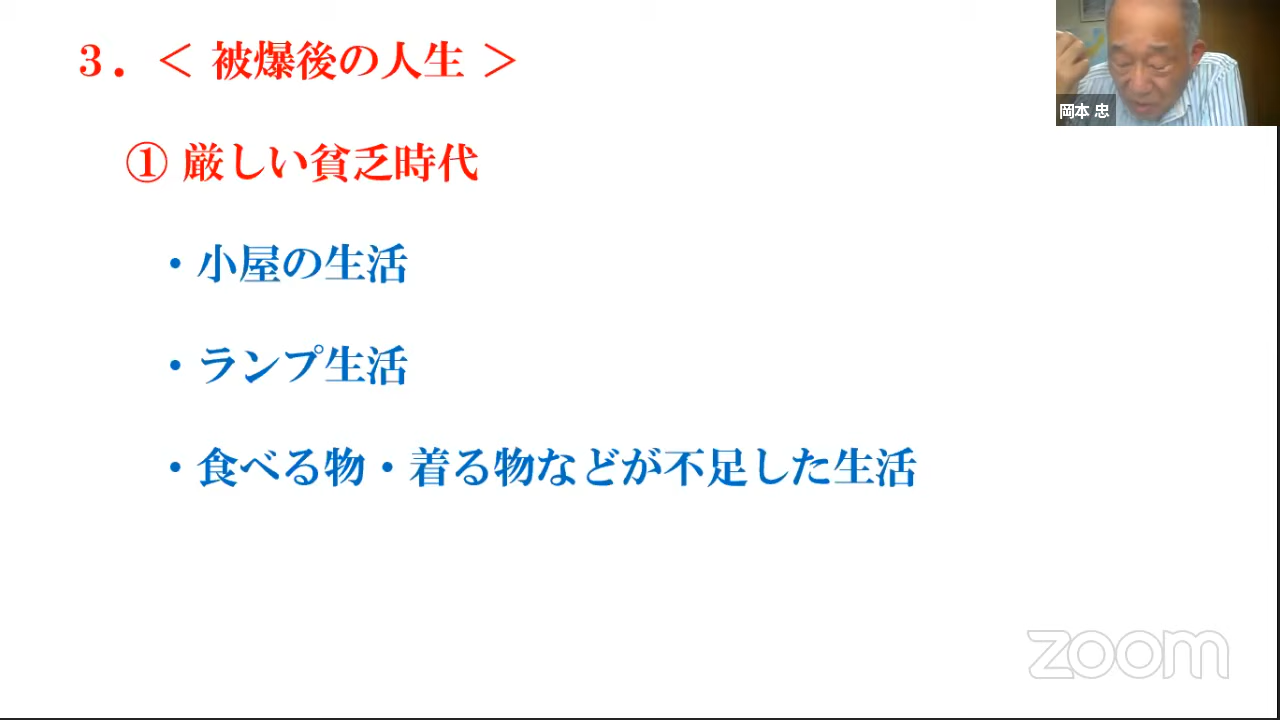 ３．＜ 被爆後の人生 ＞
岡本 忠
① 厳しい貧乏時代
・小屋の生活
・ランプ生活
・食べる物・着る物などが不足した生活
zoom